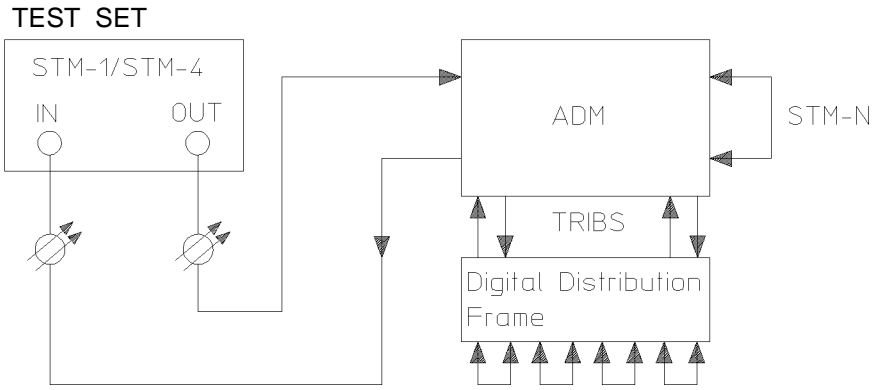 TEST SET
STM-1/STM-4
IN OUT
ADM
STM-N
TRIBS
Digital Distribution
Frame